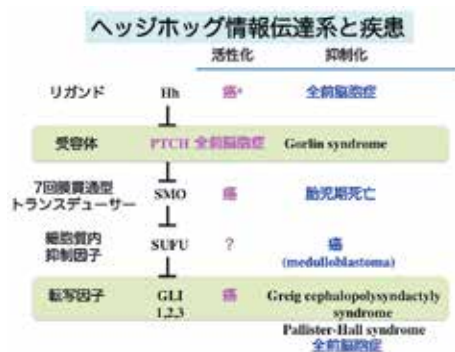 ヘッジホッグ情報伝達系と疾患
活性化 抑制化
リガンド Hh 癌* 全前脳胞症
受容体 PTCH 全前脳胞症 Gorlin syndrome
7回膜貫通型
トランスデューサー SMO 癌 胎児期死亡
細胞質内
抑制因子 SUFU ? 癌
(medulloblastoma)
転写因子 GLI 癌 Greig cephalopolysyndactyly
1,2,3 syndrome
Pallister-Hall syndrome
全前脳胞症